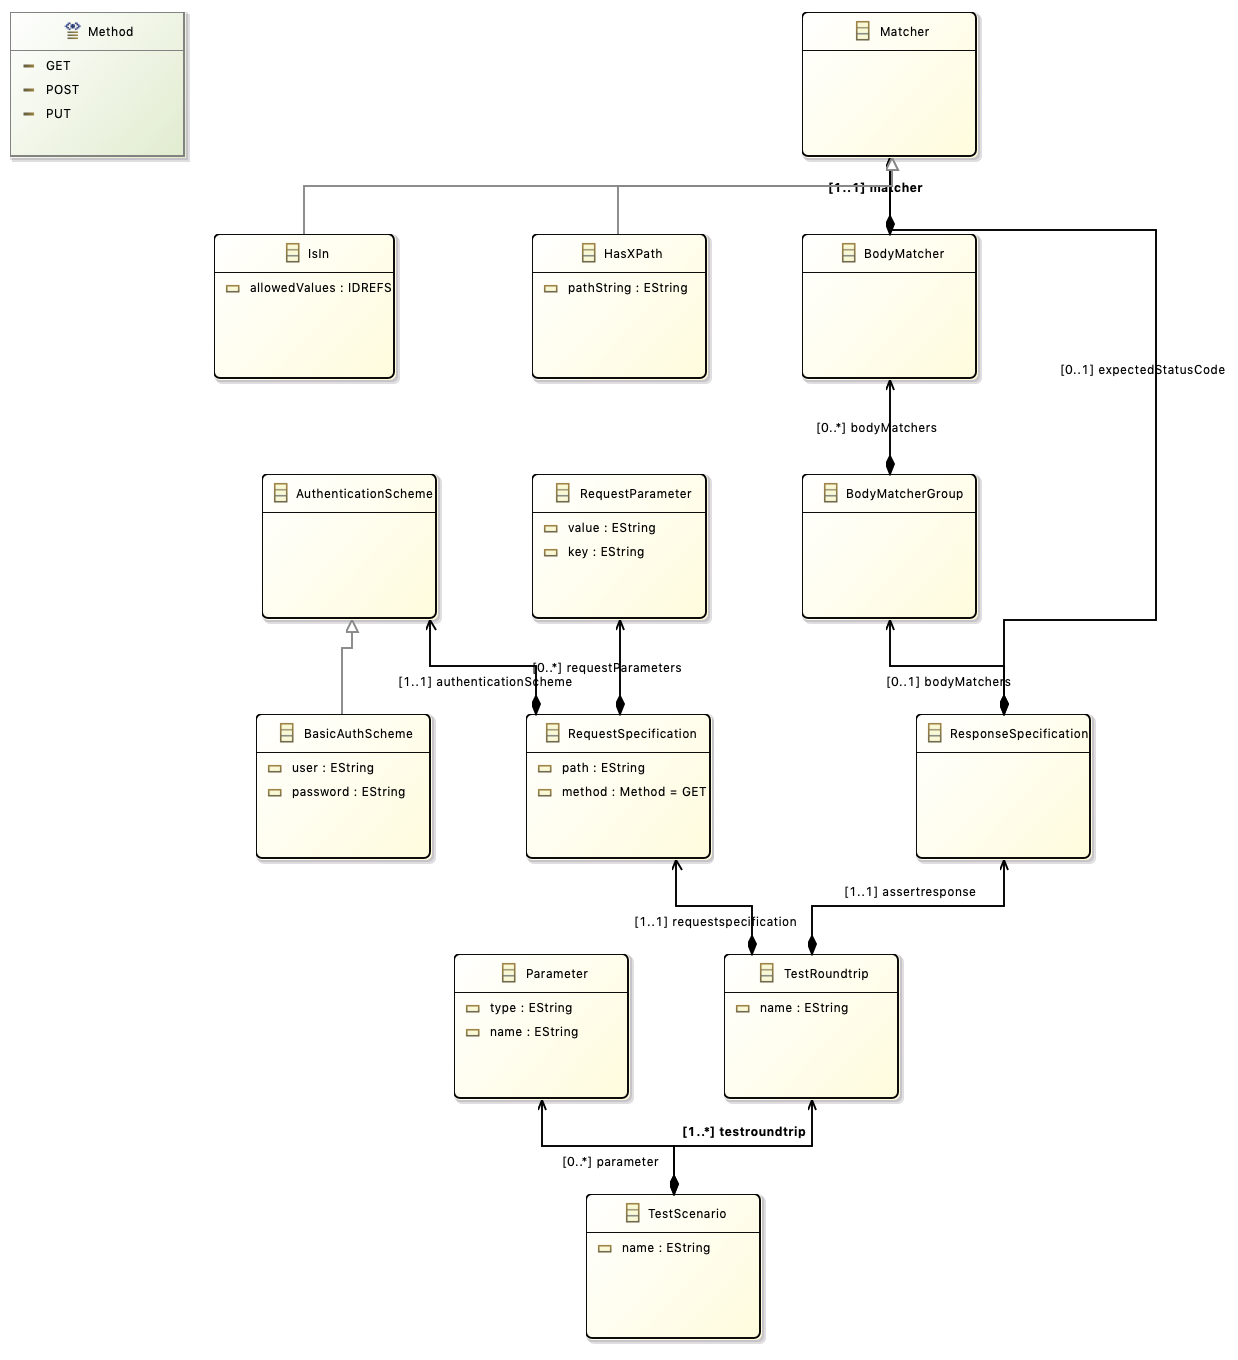 Method
GET
POST
PUT
Matcher
[1..1] matcher
IsIn
allowedValues : IDREFS
HasXPath
pathString : EString
BodyMatcher
[0..1] expectedStatusCode
[0..*] bodyMatchers
AuthenticationScheme
RequestParameter
value : EString
key : EString
BodyMatcherGroup
[0..*] requestParameters
[1..1] authenticationScheme
[0..1] bodyMatchers
BasicAuthScheme
user : EString
password : EString
RequestSpecification
path : EString
method : Method = GET
ResponseSpecification
[1..1] assertresponse
[1..1] requestspecification
Parameter
type : EString
name : EString
TestRoundtrip
name : EString
[1..*] testroundtrip
[0..*] parameter
TestScenario
name : EString